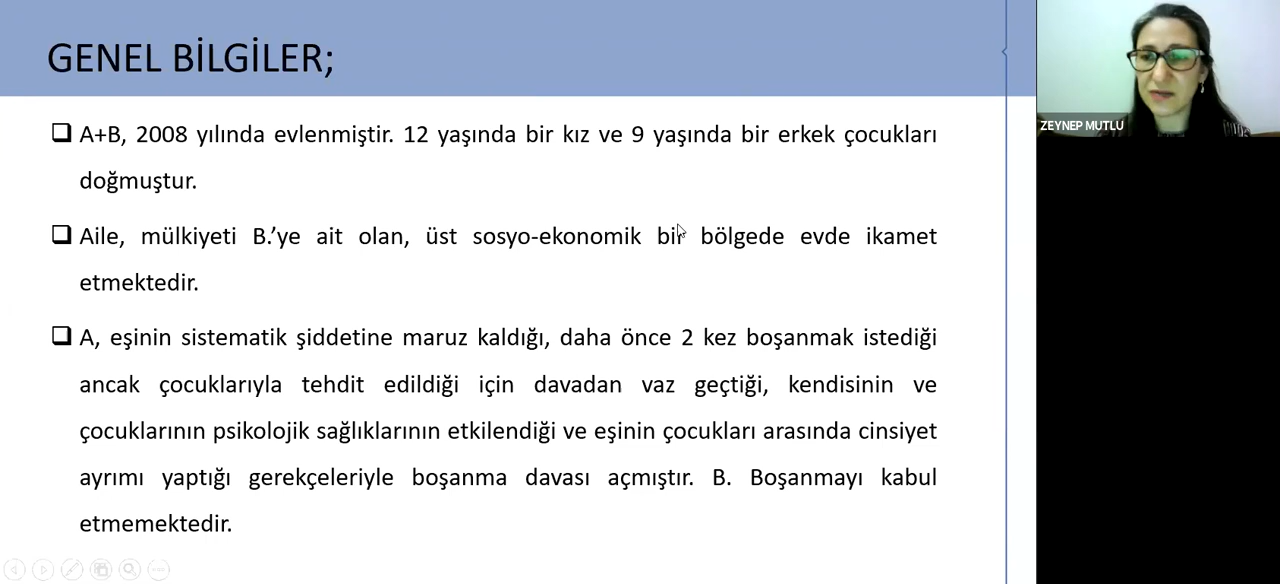 GENEL BİLGİLER;
A+B, 2008 yılında evlenmiştir. 12 yaşında bir kız ve 9 yaşında bir erkek çocukları
doğmuştur.
Aile, mülkiyeti B.’ye ait olan, üst sosyo-ekonomik bir bölgede evde ikamet
etmektedir.
A, eşinin sistematik şiddetine maruz kaldığı, daha önce 2 kez boşanmak istediği
ancak çocuklarıyla tehdit edildiği için davadan vaz geçtiği, kendisinin ve
çocuklarının psikolojik sağlıklarının etkilendiği ve eşinin çocukları arasında cinsiyet
ayrımı yaptığı gerekçeleriyle boşanma davası açmıştır. B. Boşanmayı kabul
etmemektedir.
ZEYNEP MUTLU